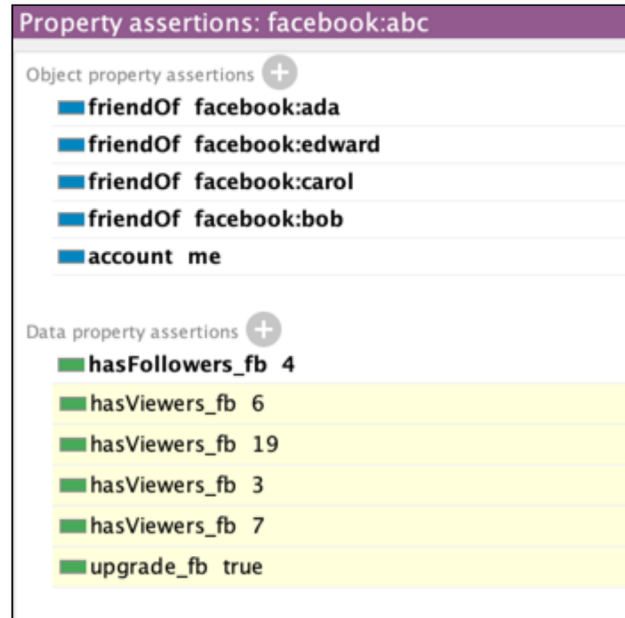 Property assertions: facebook:abc
Object property assertions
friendOf facebook:ada
friendOf facebook:edward
friendOf facebook:carol
friendOf facebook:bob
account me
Data property assertions
hasFollowers_fb 4
hasViewers_fb 6
hasViewers_fb 19
hasViewers_fb 3
hasViewers_fb 7
upgrade_fb true